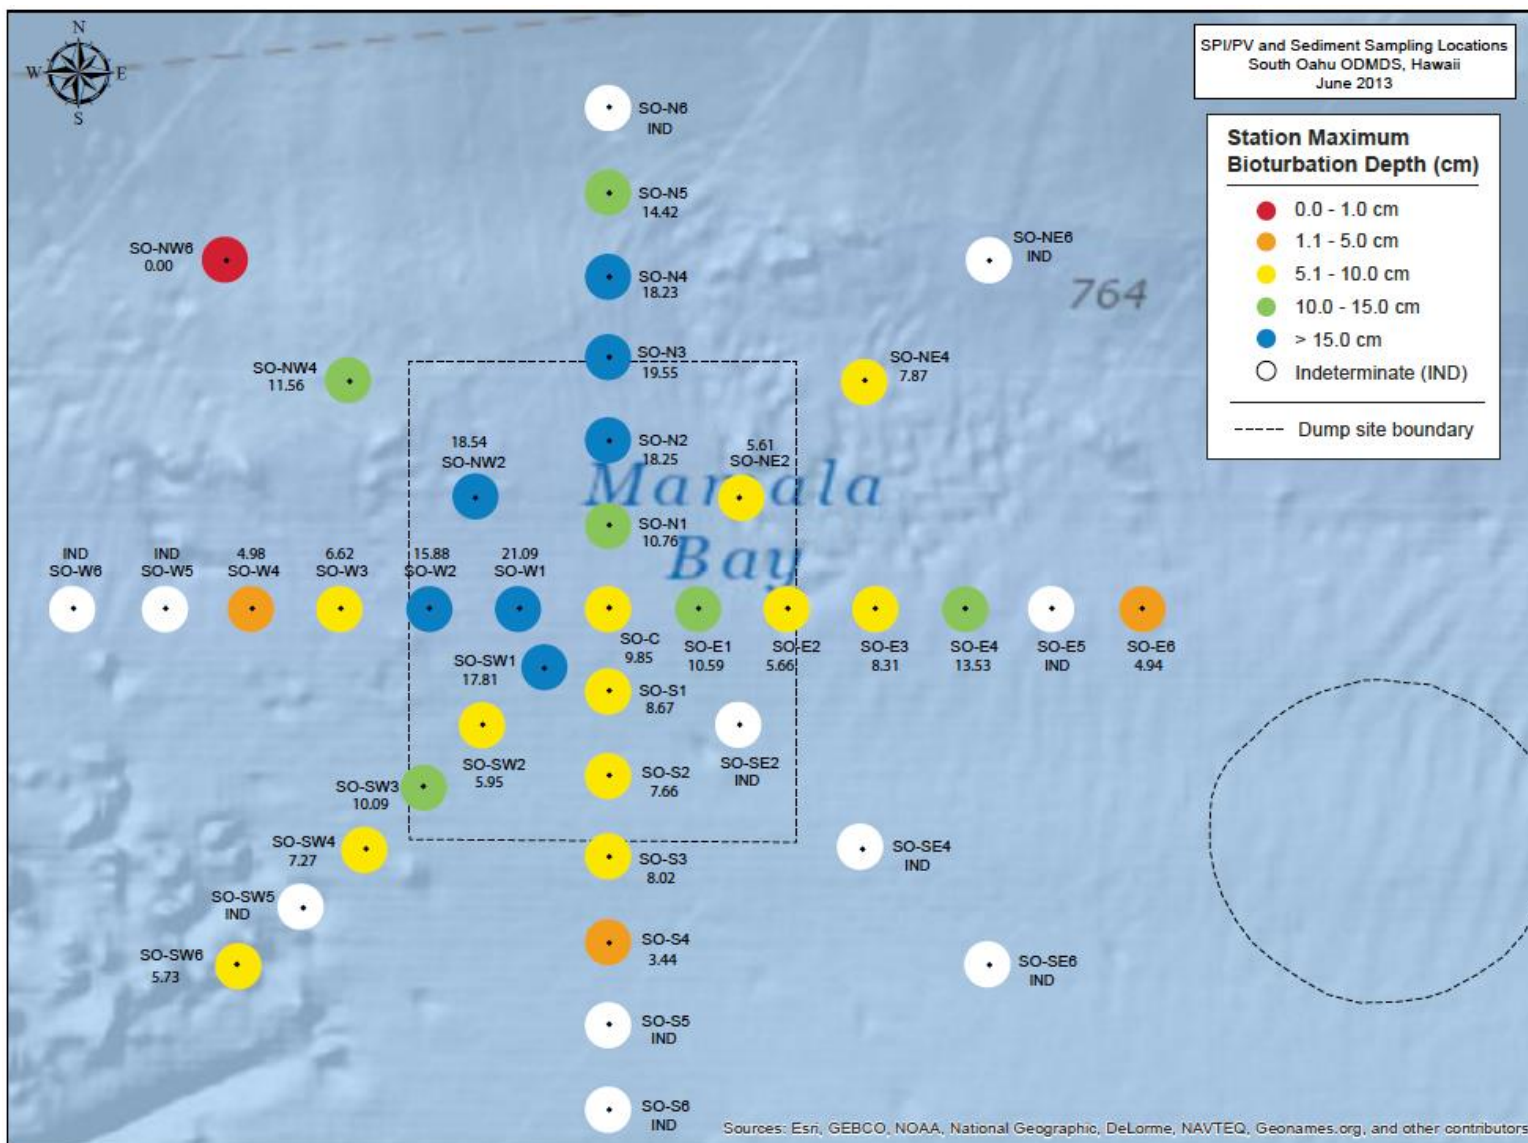 N
W E
S
SPI/PV and Sediment Sampling Locations
South Oahu ODMDS, Hawaii
June 2013
Station Maximum
Bioturbation Depth (cm)
0.0 - 1.0 cm
1.1 - 5.0 cm
5.1 - 10.0 cm
10.0 - 15.0 cm
> 15.0 cm
Indeterminate (IND)
Dump site boundary
SO-N6
IND
SO-N5
14.42
SO-NW6
0.00
SO-NE6
IND
SO-N4
18.23
764
SO-N3
19.55
SO-NW4
11.56
SO-NE4
7.87
SO-N2
18.25
18.54
SO-NW2
5.61
SO-NE2
Mamala
Bay
SO-N1
10.76
IND
SO-W6
IND
SO-W5
4.98
SO-W4
6.62
SO-W3
15.88
SO-W2
21.09
SO-W1
SO-C
9.85
SO-E1
10.59
SO-E2
5.66
SO-E3
8.31
SO-E4
13.53
SO-E5
IND
SO-E6
4.94
SO-SW1
17.81
SO-S1
8.67
SO-SW2
5.95
SO-SE2
IND
SO-S2
7.66
SO-SW3
10.09
SO-SW4
7.27
SO-S3
8.02
SO-SE4
IND
SO-SW5
IND
SO-SW6
5.73
SO-S4
3.44
SO-SE6
IND
SO-S5
IND
SO-S6
IND
Sources: Esri, GEBCO, NOAA, National Geographic, DeLorme, NAVTEQ, Geonames.org, and other contributors